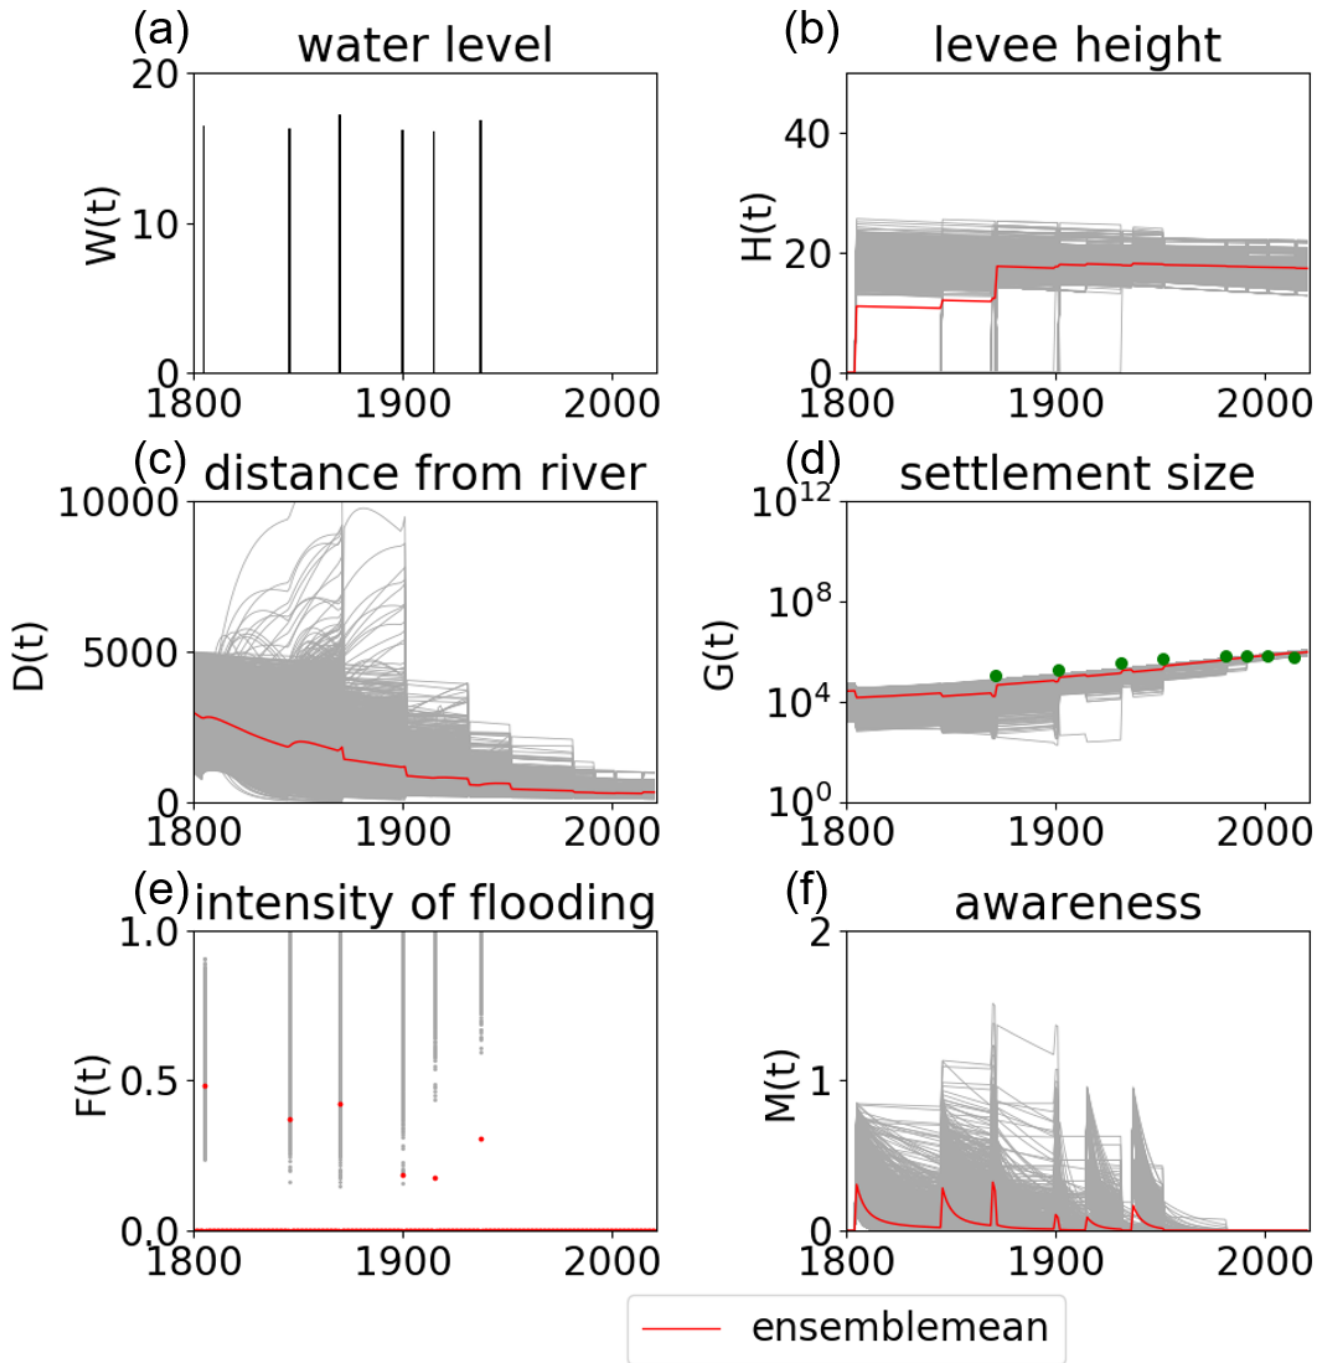 (a) water level
20
10
0
W(t)
1800 1900 2000
(b) levee height
40
20
0
H(t)
1800 1900 2000
(c) distance from river
10000
5000
0
D(t)
1800 1900 2000
(d) settlement size
10^12
10^8
10^4
10^0
G(t)
1800 1900 2000
(e) intensity of flooding
1.0
0.5
0.0
F(t)
1800 1900 2000
(f) awareness
2
1
0
M(t)
1800 1900 2000
ensemblemean